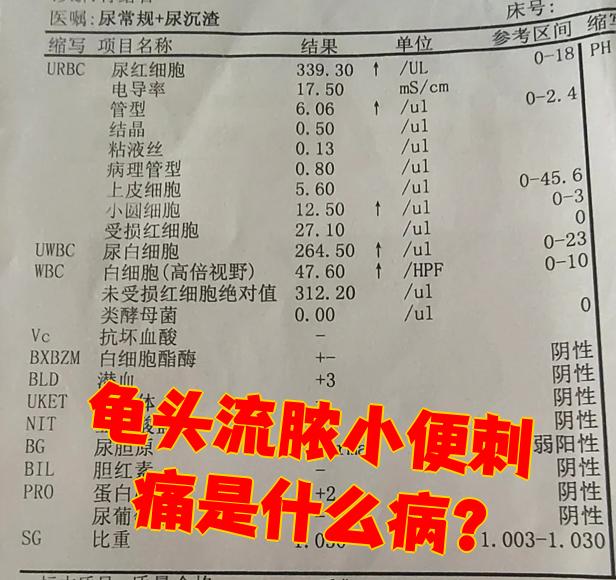 医嘱:尿常规+尿沉渣
床号:
缩写 项目名称 结果 单位 参考区间 缩写
URBC 尿红细胞 339.30 ↑ /UL 0-18 PH
电导率 17.50 mS/cm
管型 6.06 ↑ /ul 0-2.4
结晶 0.50 /ul
粘液丝 0.13 /ul
病理管型 0.80 /ul
上皮细胞 5.60 /ul 0-45.6
小圆细胞 12.50 ↑ /ul 0-3
受损红细胞 27.10 /ul 0
UWBC 尿白细胞 264.50 ↑ /ul 0-23
WBC 白细胞(高倍视野) 47.60 ↑ /HPF 0-10
未受损红细胞绝对值 312.20 /ul
类酵母菌 0.00 /ul 0
Vc 抗坏血酸 -
BXBZM 白细胞酯酶 +- 阴性
BLD 潜血 +3 阴性
UKET 体 阴性
NIT 阴性
BG 尿胆原 弱阳性
BIL 胆红素 - 阴性
PRO 蛋白 +2 阴性
尿葡 阴性
SG 比重 1.030 1.003-1.030
龟头流脓小便刺
痛是什么病?